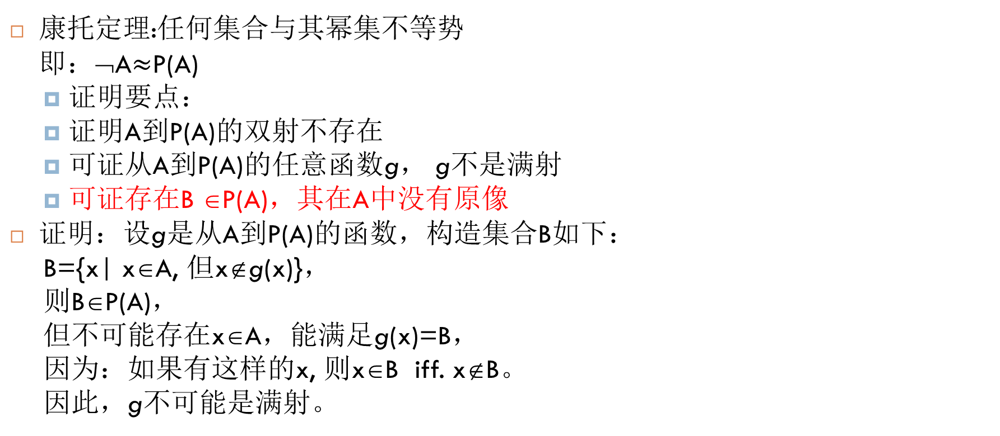 康托定理:任何集合与其幂集不等势
即：¬A≈P(A)
证明要点：
证明A到P(A)的双射不存在
可证从A到P(A)的任意函数g， g不是满射
可证存在B ∈P(A)，其在A中没有原像
证明：设g是从A到P(A)的函数，构造集合B如下：
B={x| x∈A, 但x∉g(x)}，
则B∈P(A)，
但不可能存在x∈A，能满足g(x)=B，
因为：如果有这样的x, 则x∈B iff. x∉B。
因此，g不可能是满射。